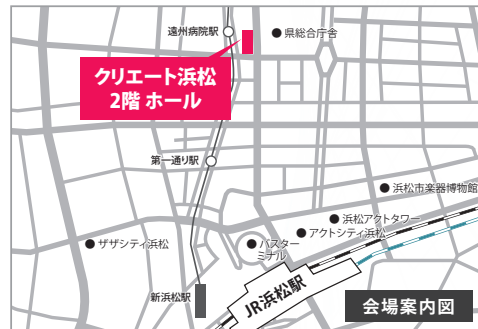 遠州病院駅
県総合庁舎
クリエート浜松
2階 ホール
第一通り駅
浜松市楽器博物館
浜松アクトタワー
アクトシティ浜松
ザザシティ浜松
バスター
ミナル
新浜松駅
JR浜松駅
会場案内図